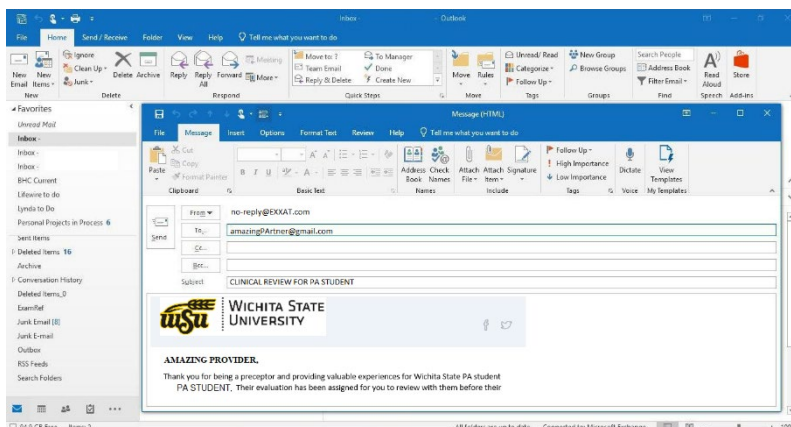 Inbox - - Outlook
File Home Send / Receive Folder View Help Tell me what you want to do
New Email
New Items
Ignore
Clean Up
Junk
Delete Archive
Reply Reply All Forward
Meeting
More
Move to: ?
Team Email
Reply & Delete
To Manager
Done
Create New
Move Rules
Unread/ Read
Categorize
Follow Up
New Group
Browse Groups
Search People
Address Book
Filter Email
Read Aloud
Store
New Delete Respond Quick Steps Move Tags Groups Find Speech Add-ins
Favorites
Unread Mail
Inbox -
Inbox -
Inbox -
BHC Current
Lifewire to do
Lynda to Do
Personal Projects in Process 6
Sent Items
Deleted Items 16
Archive
Conversation History
Deleted Items_0
ExamRef
Junk Email [8]
Junk E-mail
Outbox
RSS Feeds
Search Folders
Message (HTML)
File Message Insert Options Format Text Review Help Tell me what you want to do
Paste
Cut
Copy
Format Painter
B I U
Address Book
Check Names
Attach File
Attach Item
Signature
Follow Up
High Importance
Low Importance
Dictate
View Templates
Clipboard Basic Text Names Include Tags Voice My Templates
Send
From no-reply@EXXAT.com
To... amazingPArtner@gmail.com
Cc...
Bcc...
Subject CLINICAL REVIEW FOR PA STUDENT
WSU WICHITA STATE
UNIVERSITY
AMAZING PROVIDER,
Thank you for being a preceptor and providing valuable experiences for Wichita State PA student
PA STUDENT, Their evaluation has been assigned for you to review with them before their
All folders are up to date. Connected to: Microsoft Exchange